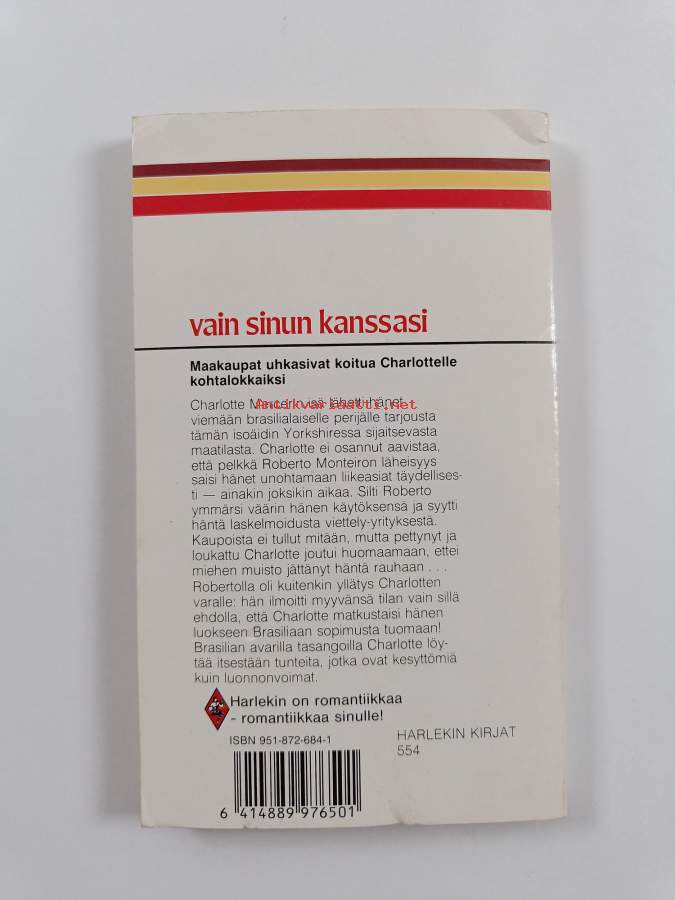 vain sinun kanssasi
Maakaupat uhkasivat koitua Charlottelle
kohtalokkaiksi
Charlotte isä lähetti hänet
Antikvariaatti.net
viemään brasilialaiselle perijälle tarjousta
tämän isoäidin Yorkshiressa sijaitsevasta
maatilasta. Charlotte ei osannut aavistaa,
että pelkkä Roberto Monteiron läheisyys
saisi hänet unohtamaan liikeasiat täydellises-
ti — ainakin joksikin aikaa. Silti Roberto
ymmärsi väärin hänen käytöksensä ja syytti
häntä laskelmoidusta viettely-yrityksestä.
Kaupoista ei tullut mitään, mutta pettynyt ja
loukattu Charlotte joutui huomaamaan, ettei
miehen muisto jättänyt häntä rauhaan . . .
Robertolla oli kuitenkin yllätys Charlotten
varalle: hän ilmoitti myyvänsä tilan vain sillä
ehdolla, että Charlotte matkustaisi hänen
luokseen Brasiliaan sopimusta tuomaan!
Brasilian avarilla tasangoilla Charlotte löy-
tää itsestään tunteita, jotka ovat kesyttömiä
kuin luonnonvoimat.
Harlekin on romantiikkaa
- romantiikkaa sinulle!
ISBN 951-872-684-1
HARLEKIN KIRJAT
554
6 414889 976501